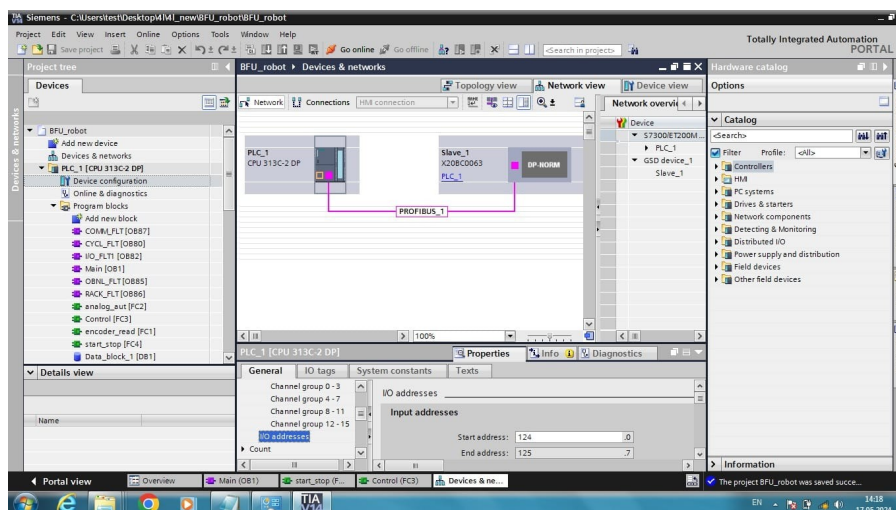 Siemens - C:\Users\test\Desktop\4141_new\BFU_robot\BFU_robot
Project Edit View Insert Online Options Tools Window Help
Totally Integrated Automation
PORTAL
Save project
Go online
Go offline
<Search in project>
Project tree
BFU_robot ▸ Devices & networks
Hardware catalog
Devices
Topology view
Network view
Device view
Options
Network
Connections
HMI connection
Network overvi
Devices & networks
BFU_robot
Add new device
Devices & networks
PLC_1 [CPU 313C-2 DP]
Device configuration
Online & diagnostics
Program blocks
Add new block
COMM_FLT [OB87]
CYCL_FLT [OB80]
I/O_FLT1 [OB82]
Main [OB1]
OBNL_FLT [OB85]
RACK_FLT [OB86]
analog_aut [FC2]
Control [FC3]
encoder_read [FC1]
start_stop [FC4]
Data_block_1 [DB1]
PLC_1
CPU 313C-2 DP
Slave_1
X20BC0063
PLC_1
DP-NORM
PROFIBUS_1
100%
Device
S7300/ET200M...
PLC_1
GSD device_1
Slave_1
Catalog
<Search>
Filter Profile: <All>
Controllers
HMI
PC systems
Drives & starters
Network components
Detecting & Monitoring
Distributed I/O
Power supply and distribution
Field devices
Other field devices
Details view
Name
PLC_1 [CPU 313C-2 DP]
Properties
Info
Diagnostics
General
IO tags
System constants
Texts
Channel group 0 - 3
Channel group 4 - 7
Channel group 8 - 11
Channel group 12 - 15
I/O addresses
Count
I/O addresses
Input addresses
Start address: 124 .0
End address: 125 .7
Information
Portal view
Overview
Main (OB1)
start_stop (F...
Control (FC3)
Devices & ne...
The project BFU_robot was saved succe...
TIA
V14
EN
14:18